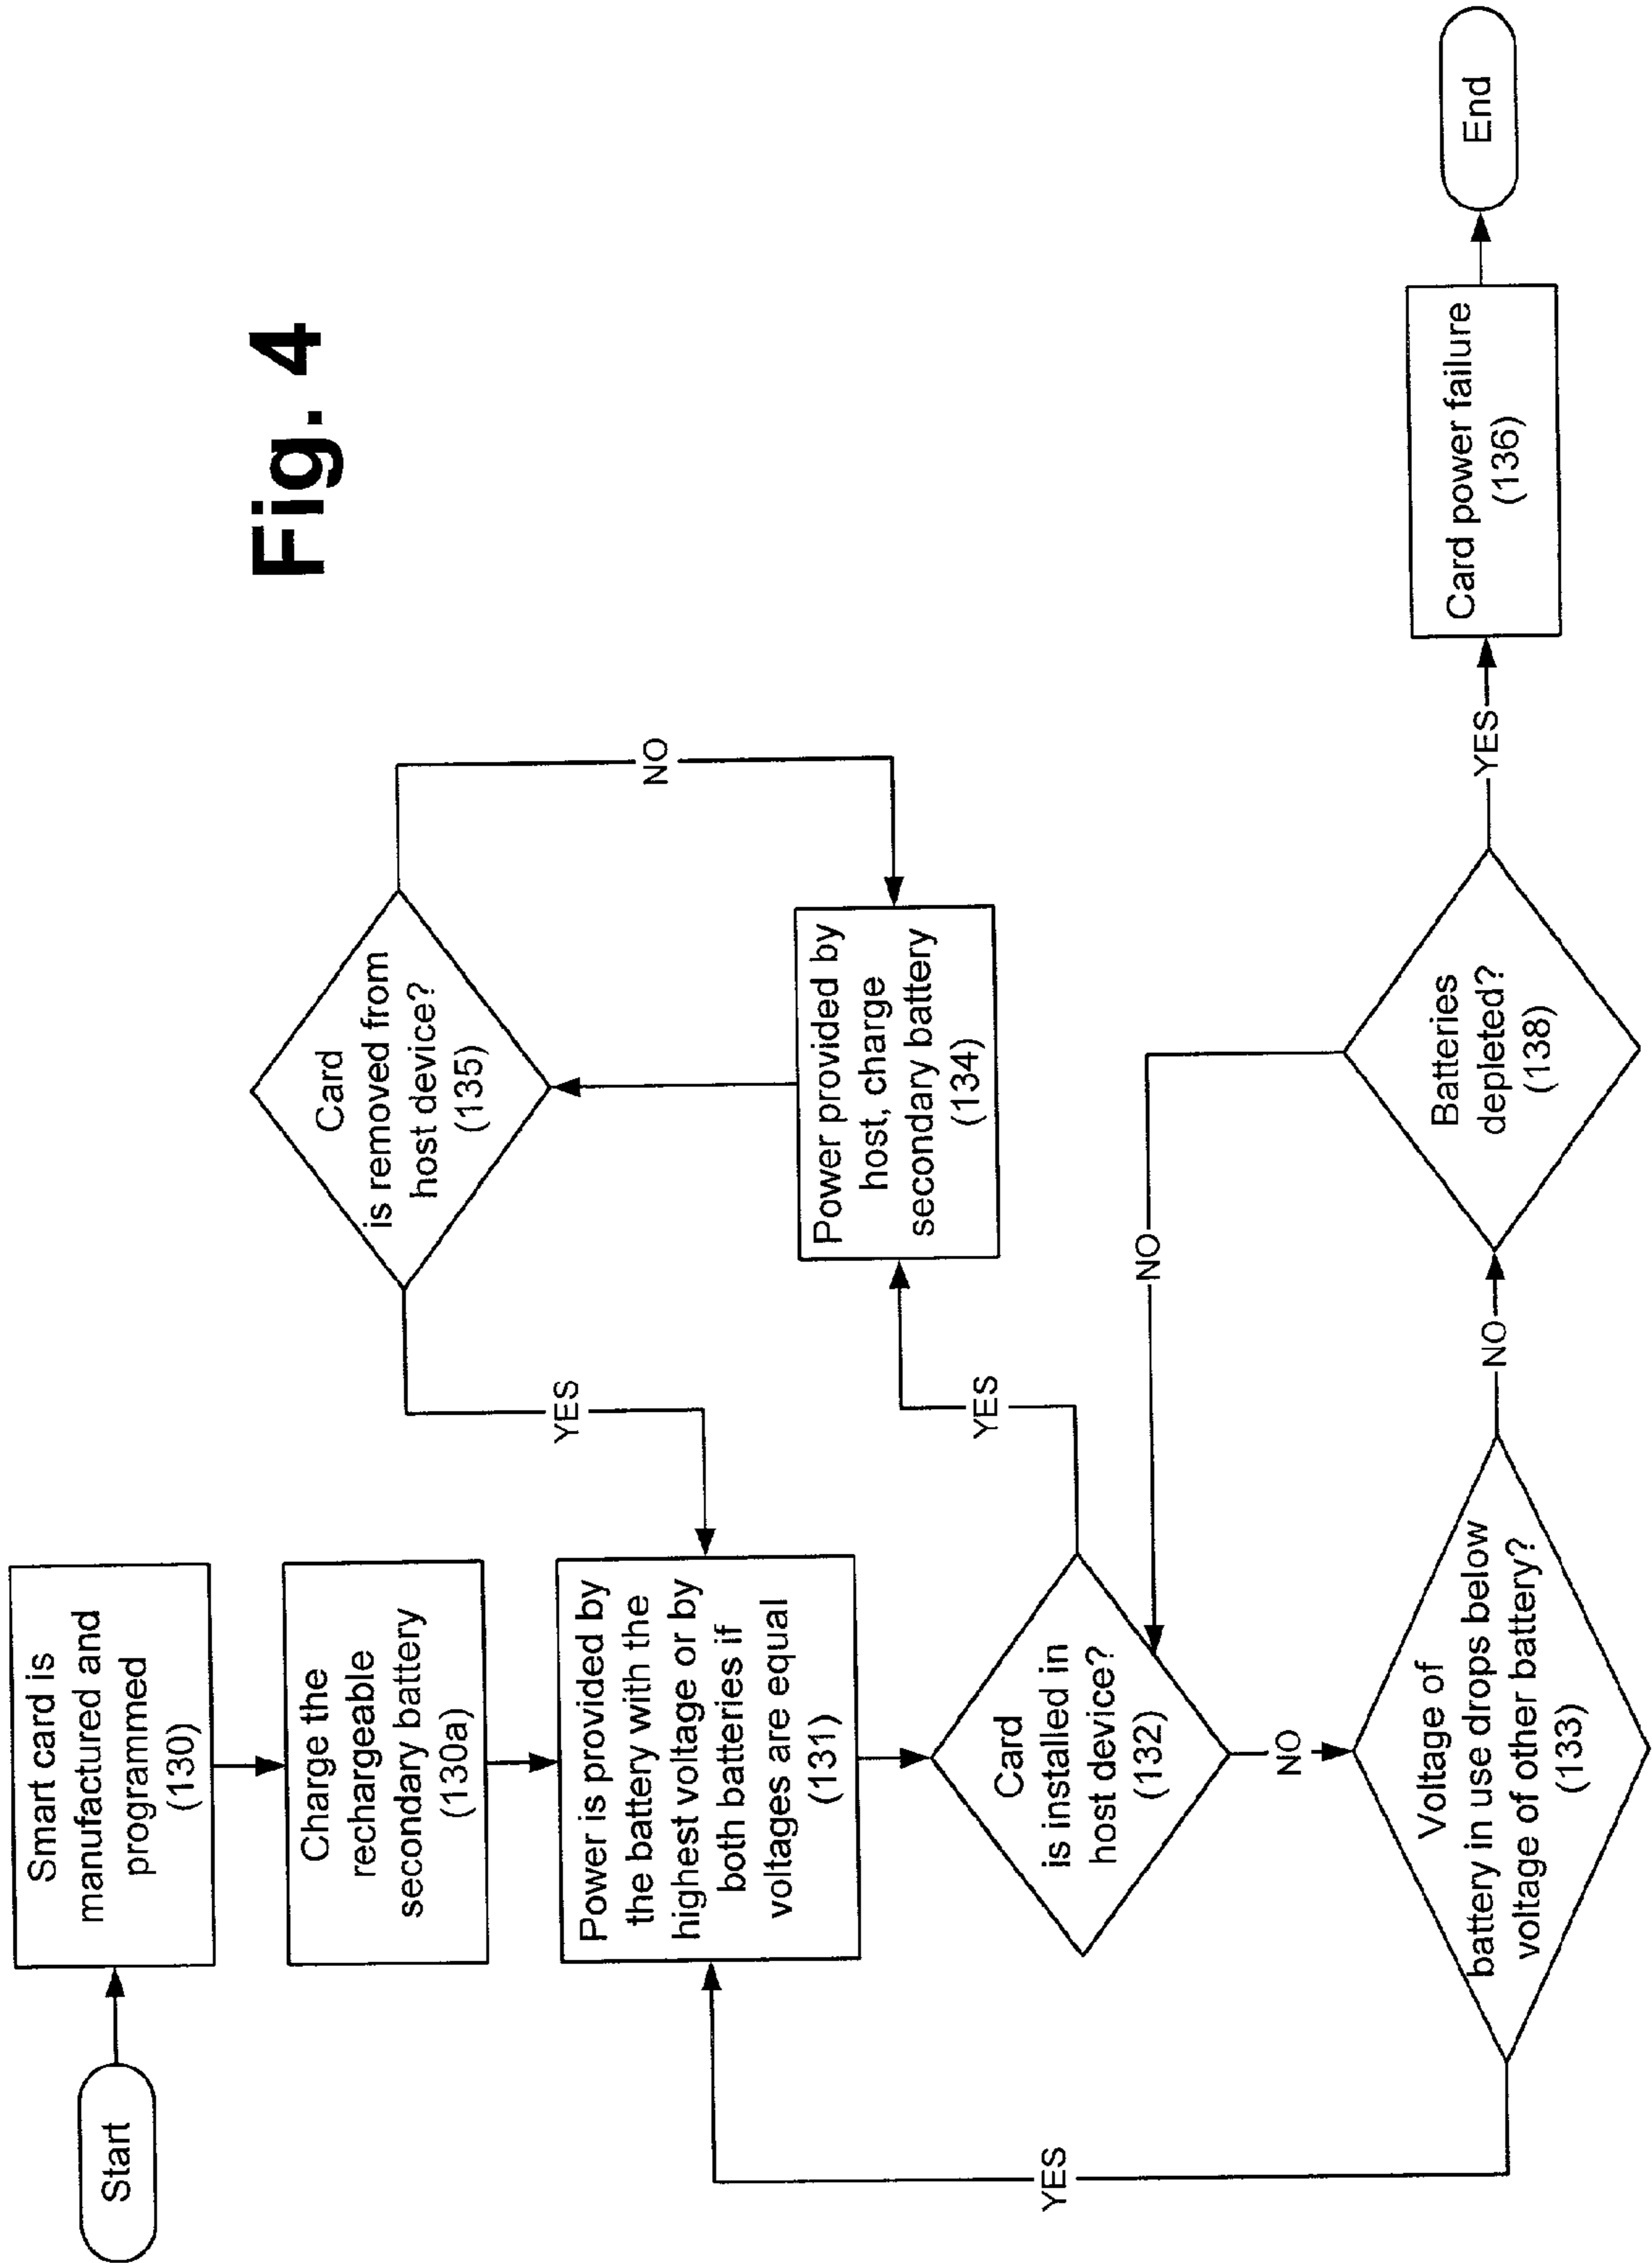 Fig. 4
Start
Smart card is
manufactured and
programmed
(130)
Charge the
rechargeable
secondary battery
(130a)
Power is provided by
the battery with the
highest voltage or by
both batteries if
voltages are equal
(131)
Card
is installed in
host device?
(132)
YES
NO
Power provided by
host, charge
secondary battery
(134)
Card
is removed from
host device?
(135)
YES
NO
Voltage of
battery in use drops below
voltage of other battery?
(133)
YES
NO
Batteries
depleted?
(138)
NO
YES
Card power failure
(136)
End